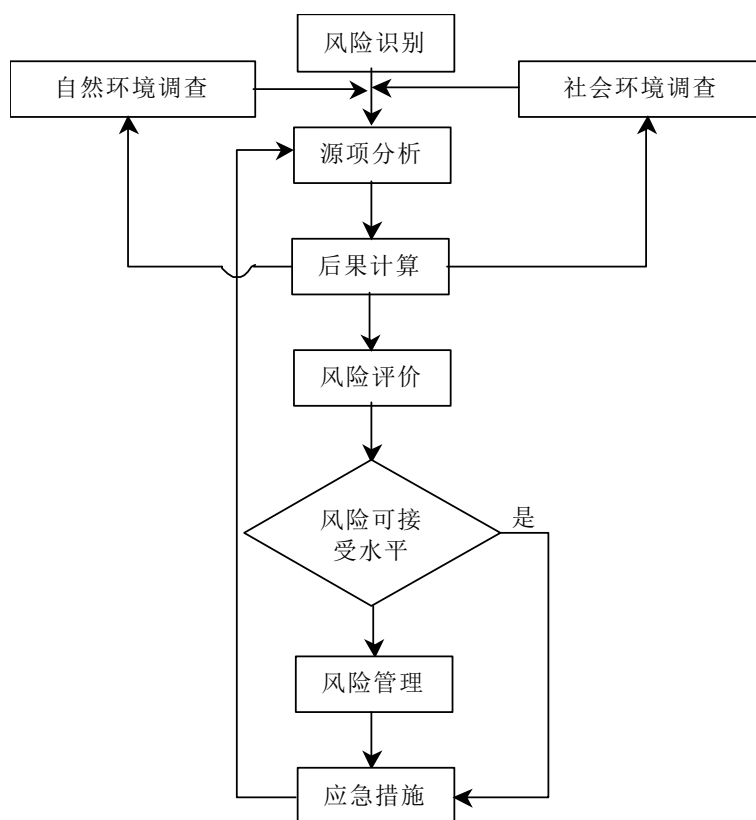 风险识别
自然环境调查
社会环境调查
源项分析
后果计算
风险评价
风险可接
受水平
是
风险管理
应急措施